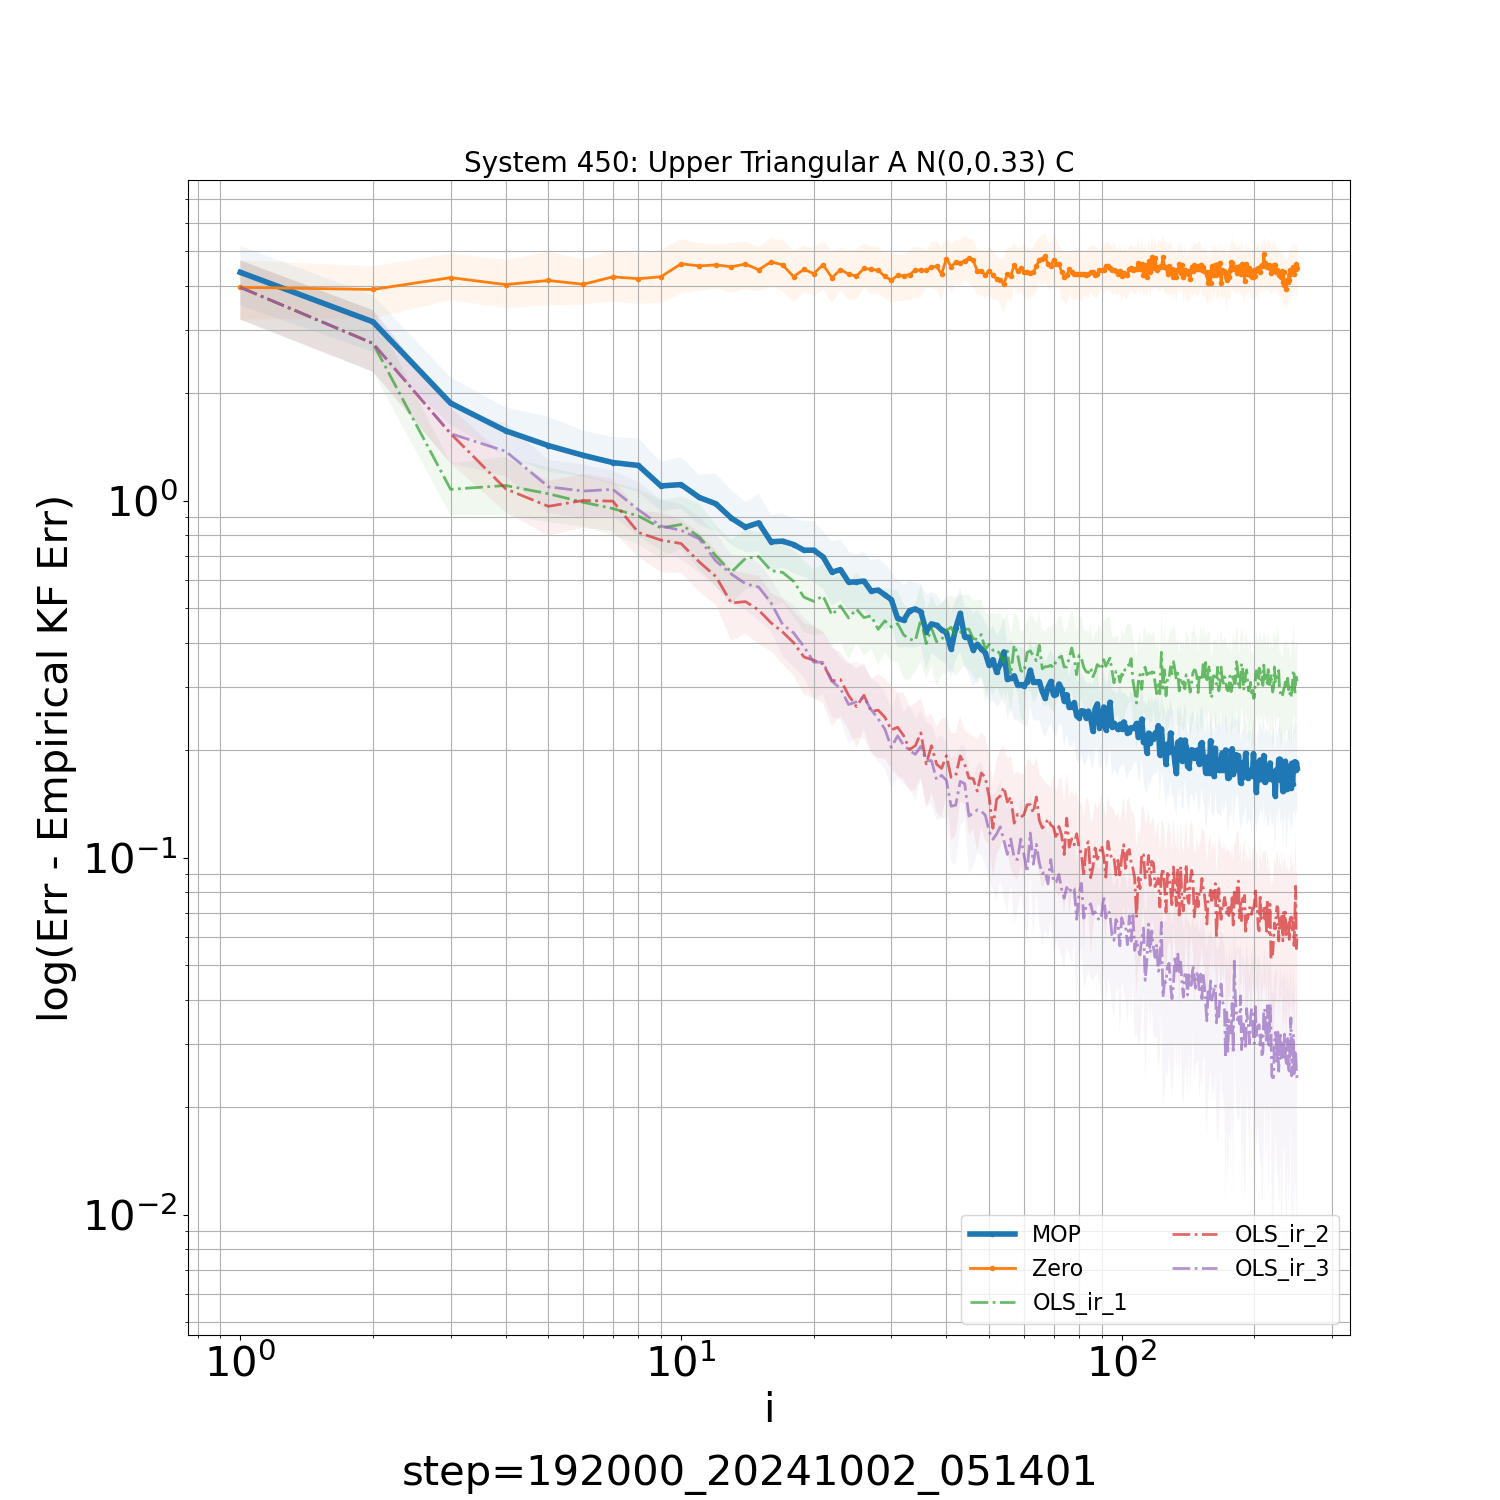 System 450: Upper Triangular A N(0,0.33) C
log(Err - Empirical KF Err)
10⁰
10⁻¹
10⁻²
MOP
Zero
OLS_ir_1
OLS_ir_2
OLS_ir_3
10⁰ 10¹ 10²
i
step=192000_20241002_051401